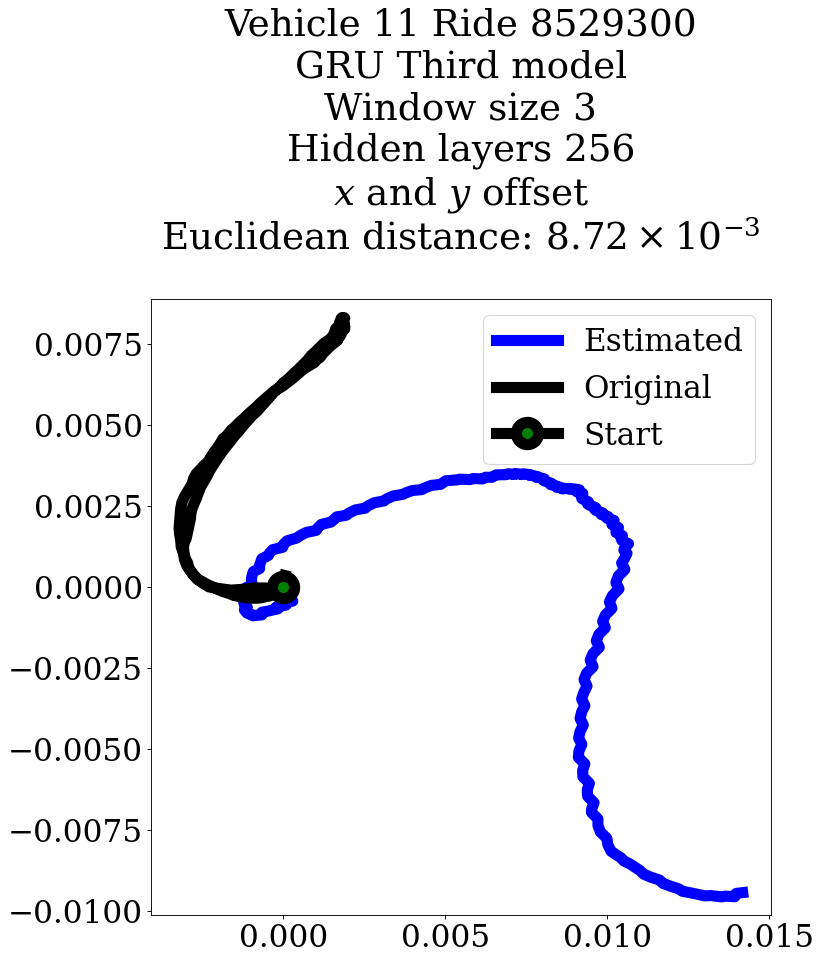 Vehicle 11 Ride 8529300
GRU Third model
Window size 3
Hidden layers 256
x and y offset
Euclidean distance: 8.72 × 10⁻³
Estimated
Original
Start
0.0075
0.0050
0.0025
0.0000
−0.0025
−0.0050
−0.0075
−0.0100
0.000 0.005 0.010 0.015